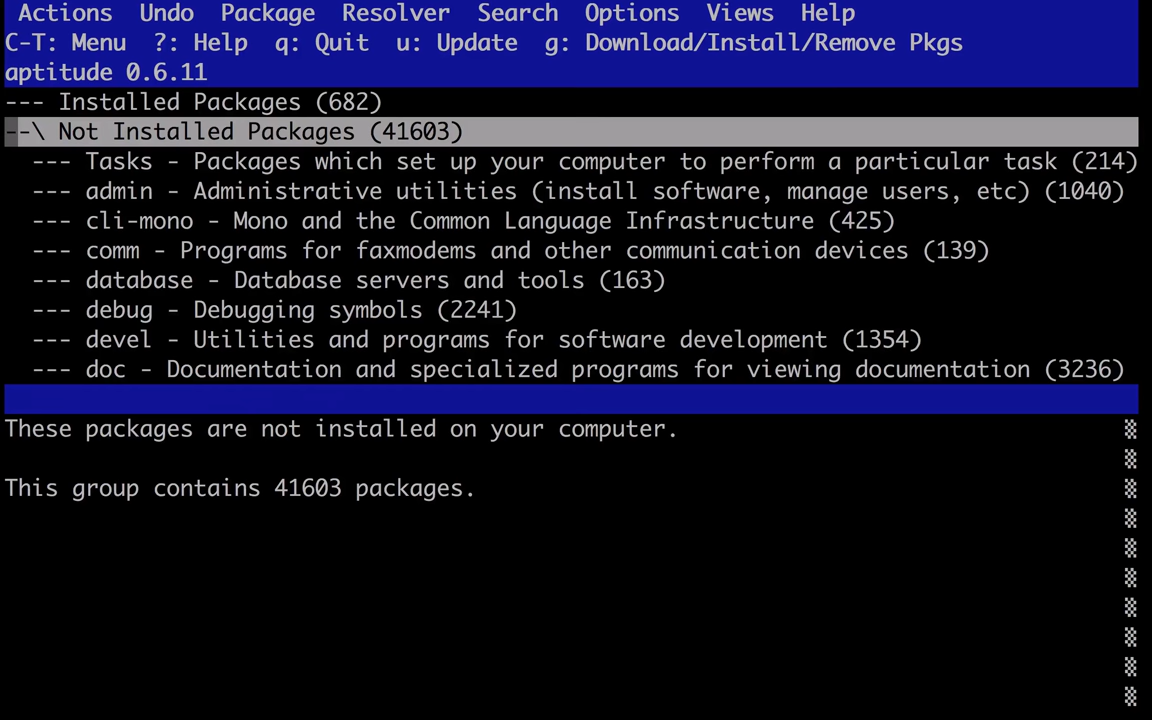 Actions  Undo  Package  Resolver  Search  Options  Views  Help
C-T: Menu  ?: Help  q: Quit  u: Update  g: Download/Install/Remove Pkgs
aptitude 0.6.11
--- Installed Packages (682)
--\ Not Installed Packages (41603)
  --- Tasks - Packages which set up your computer to perform a particular task (214)
  --- admin - Administrative utilities (install software, manage users, etc) (1040)
  --- cli-mono - Mono and the Common Language Infrastructure (425)
  --- comm - Programs for faxmodems and other communication devices (139)
  --- database - Database servers and tools (163)
  --- debug - Debugging symbols (2241)
  --- devel - Utilities and programs for software development (1354)
  --- doc - Documentation and specialized programs for viewing documentation (3236)
These packages are not installed on your computer.
This group contains 41603 packages.